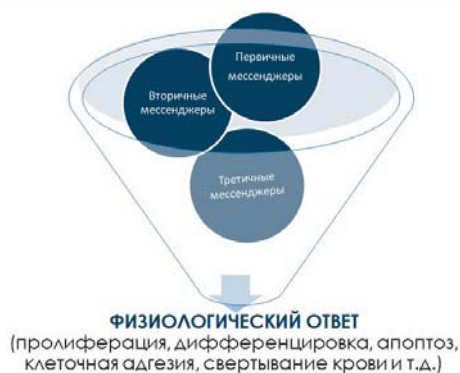 Первичные
мессенджеры
Вторичные
мессенджеры
Третичные
мессенджеры
ФИЗИОЛОГИЧЕСКИЙ ОТВЕТ
(пролиферация, дифференцировка, апоптоз,
клеточная адгезия, свертывание крови и т.д.)